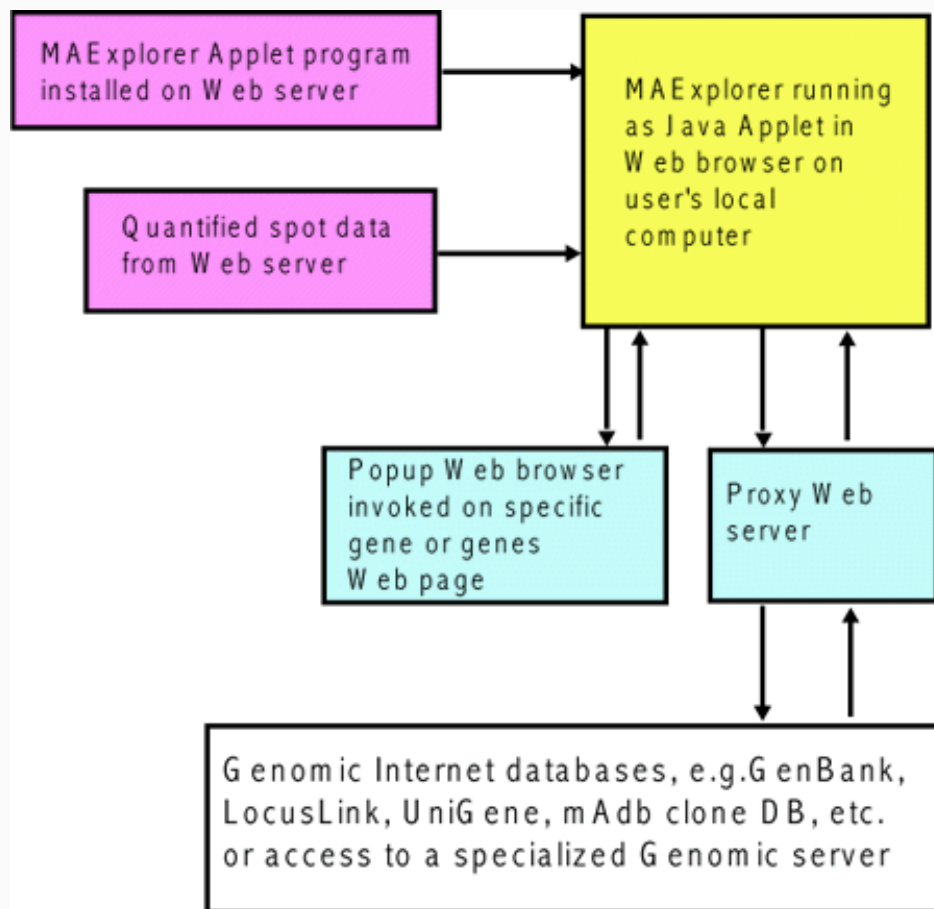 MAExplorer Applet program
installed on Web server
MAExplorer running
as Java Applet in
Web browser on
user's local
computer
Quantified spot data
from Web server
Popup Web browser
invoked on specific
gene or genes
Web page
Proxy Web
server
Genomic Internet databases, e.g.GenBank,
LocusLink, UniGene, mAdb clone DB, etc.
or access to a specialized Genomic server